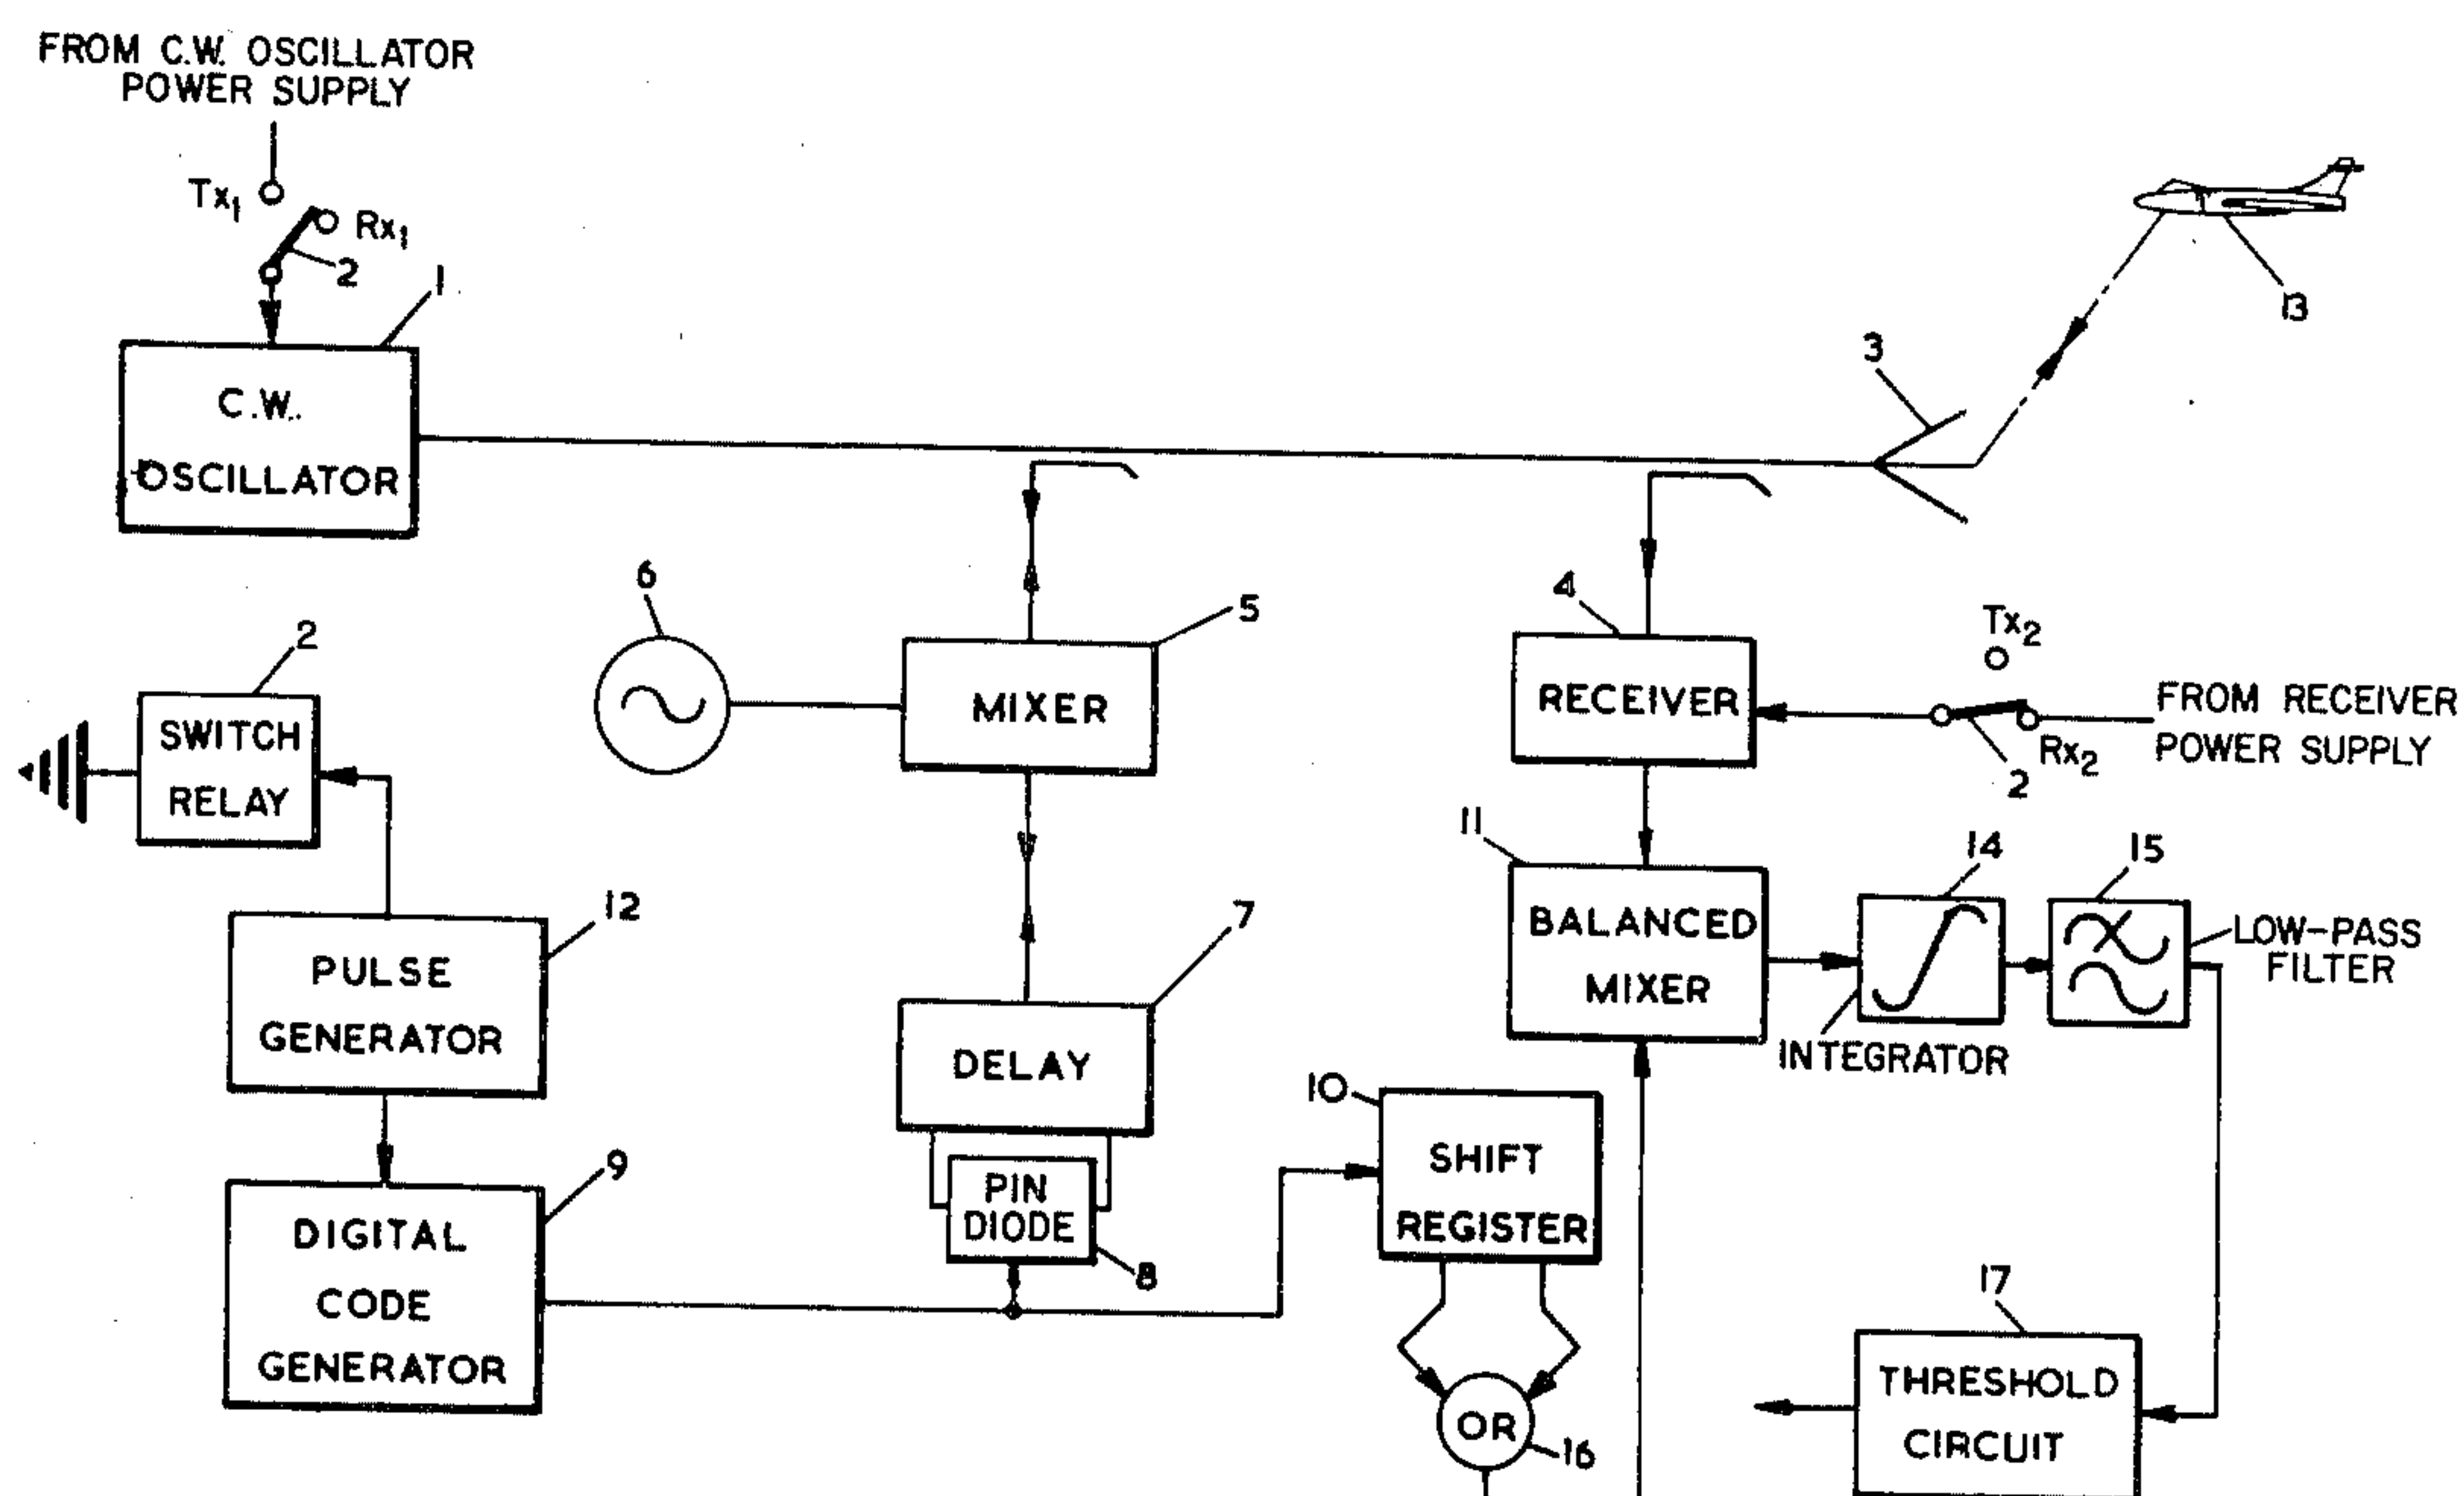 FROM C.W. OSCILLATOR
POWER SUPPLY
Tx1
Rx1
2
1
C.W.
OSCILLATOR
13
3
6
5
MIXER
4
RECEIVER
Tx2
Rx2
2
FROM RECEIVER
POWER SUPPLY
2
SWITCH
RELAY
12
PULSE
GENERATOR
7
DELAY
PIN
DIODE
8
9
DIGITAL
CODE
GENERATOR
11
BALANCED
MIXER
14
INTEGRATOR
15
LOW-PASS
FILTER
10
SHIFT
REGISTER
OR
16
17
THRESHOLD
CIRCUIT